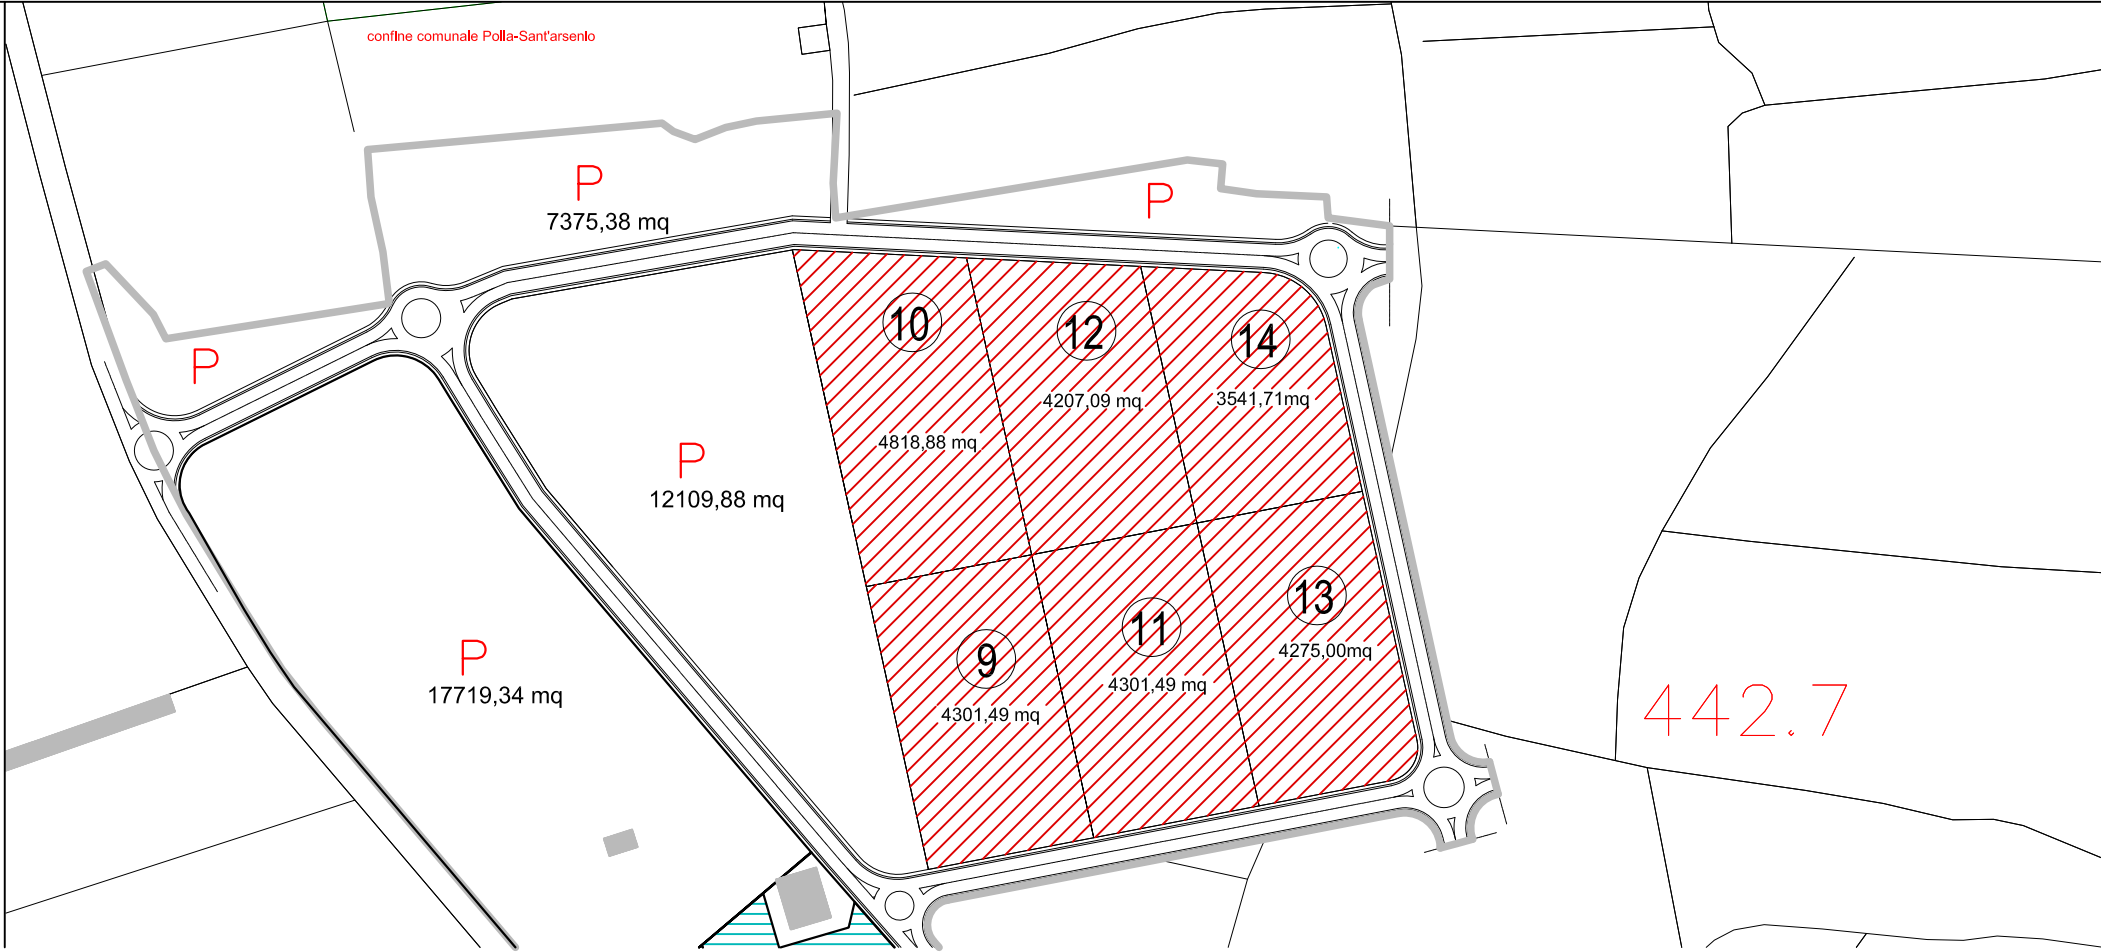 confine comunale Polla-Sant'arsenio
P
7375,38 mq
P
P
10
12
14
4207,09 mq
3541,71mq
4818,88 mq
P
12109,88 mq
13
11
9
4275,00mq
4301,49 mq
4301,49 mq
P
17719,34 mq
442.7